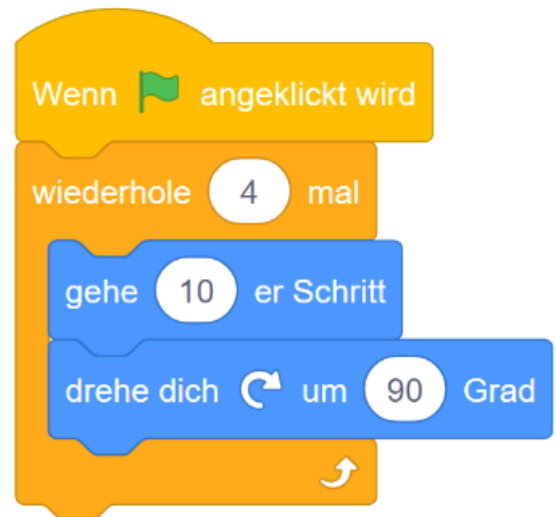 Wenn angeklickt wird
wiederhole 4 mal
gehe 10 er Schritt
drehe dich um 90 Grad